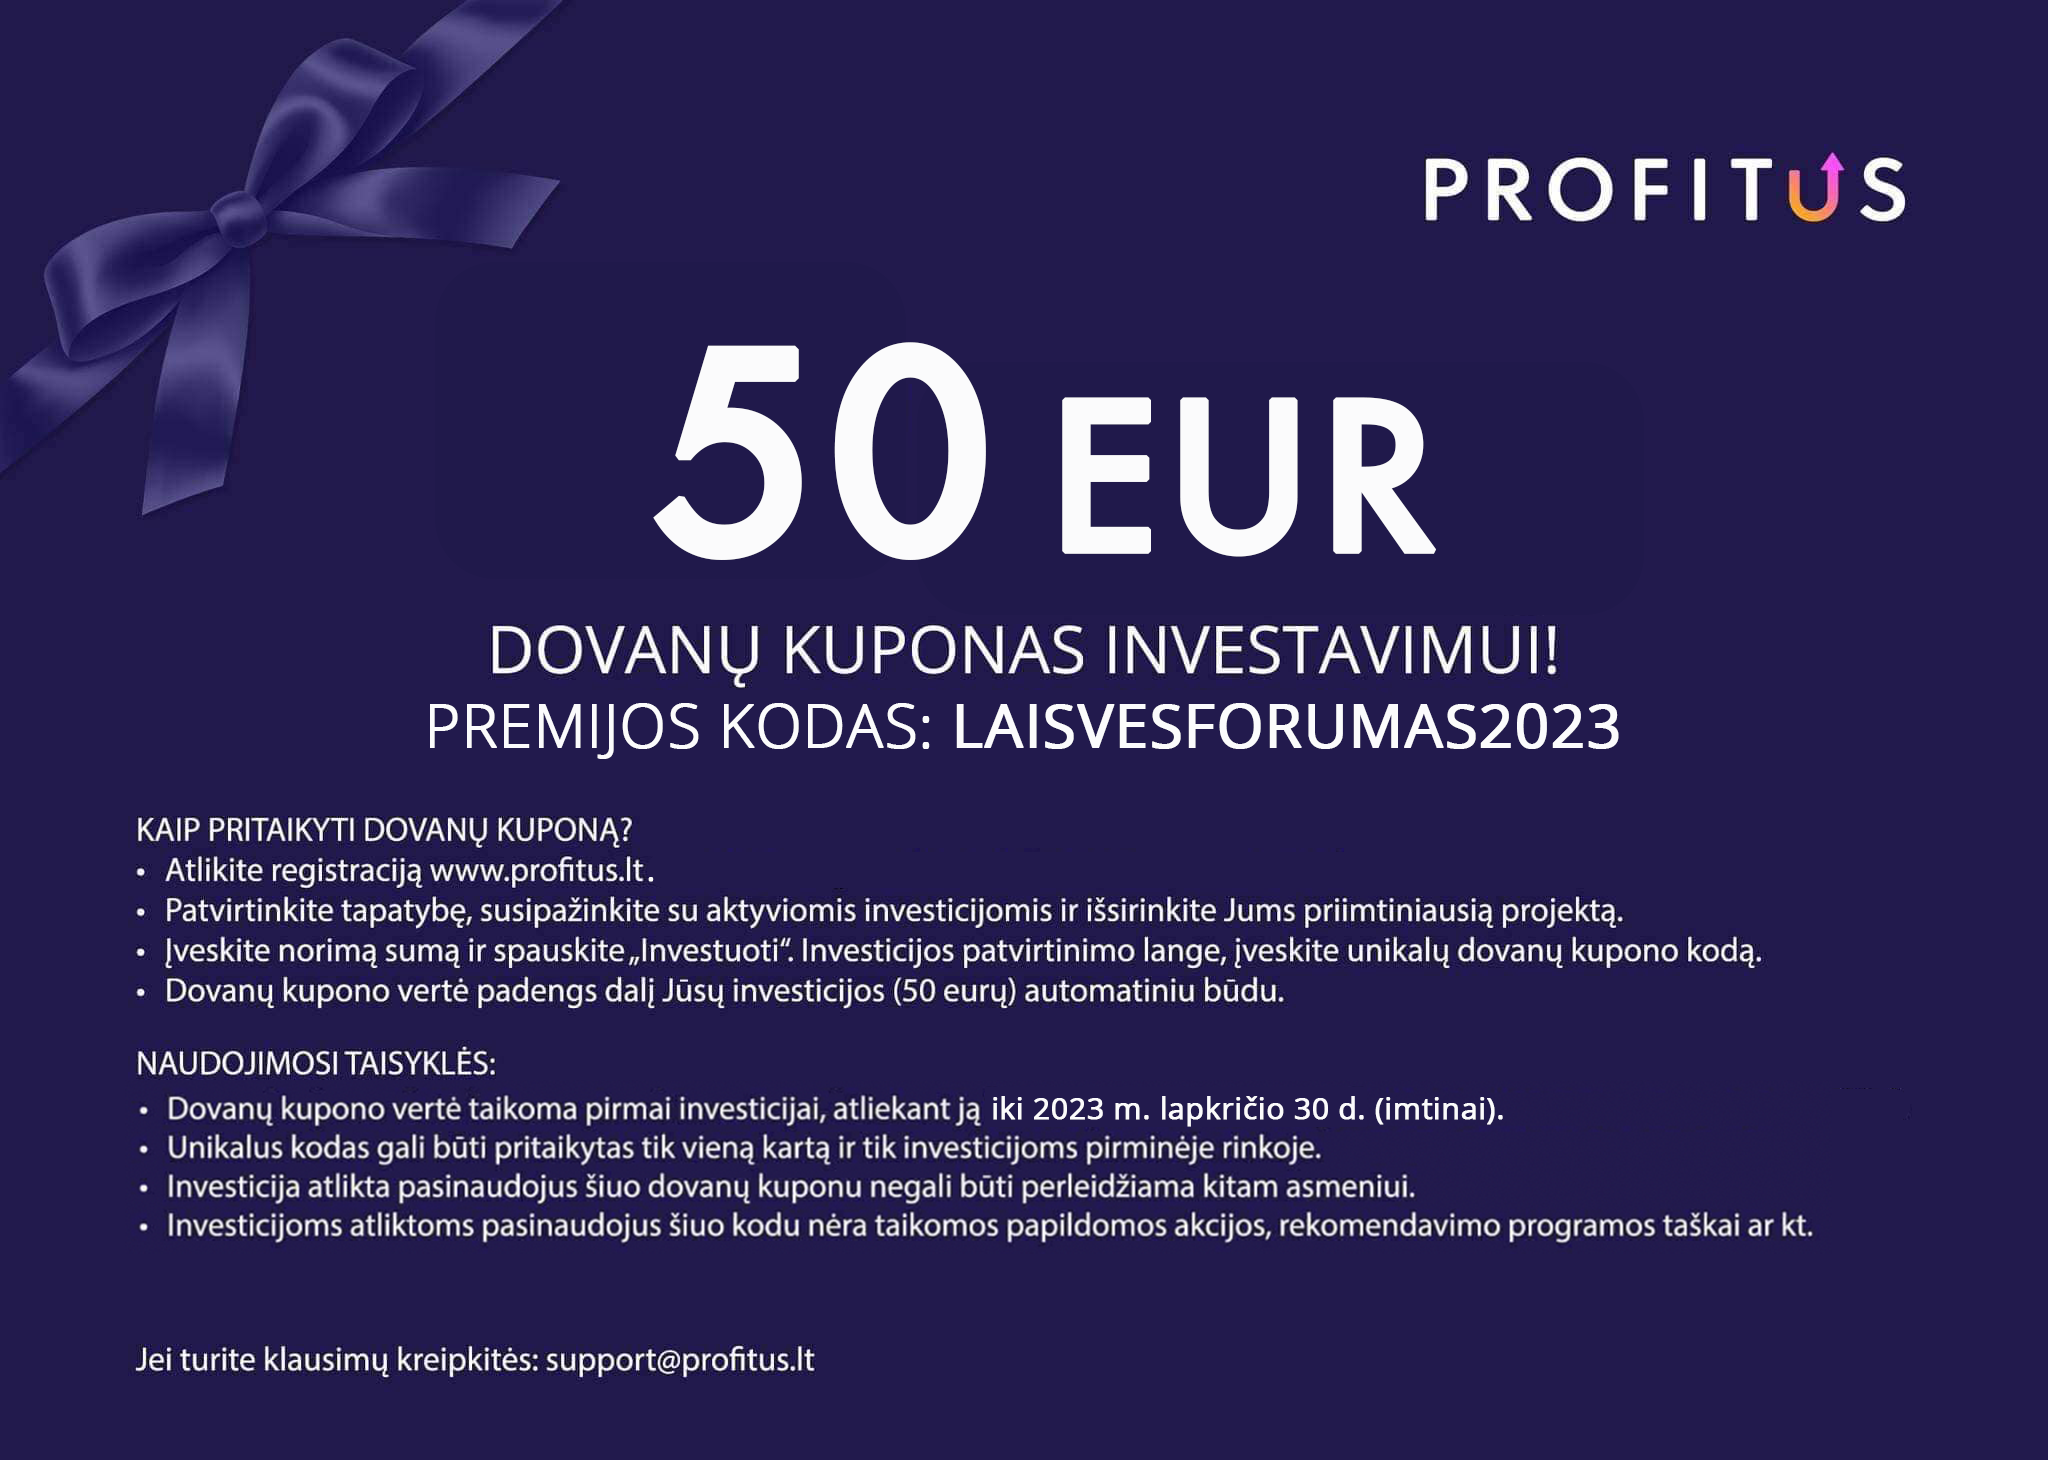 PROFITUS
50 EUR
DOVANŲ KUPONAS INVESTAVIMUI!
PREMIJOS KODAS: LAISVESFORUMAS2023
KAIP PRITAIKYTI DOVANŲ KUPONĄ?
• Atlikite registraciją www.profitus.lt.
• Patvirtinkite tapatybę, susipažinkite su aktyviomis investicijomis ir išsirinkite Jums priimtiniausią projektą.
• Įveskite norimą sumą ir spauskite „Investuoti“. Investicijos patvirtinimo lange, įveskite unikalų dovanų kupono kodą.
• Dovanų kupono vertė padengs dalį Jūsų investicijos (50 eurų) automatiniu būdu.
NAUDOJIMOSI TAISYKLĖS:
• Dovanų kupono vertė taikoma pirmai investicijai, atliekant ją iki 2023 m. lapkričio 30 d. (imtinai).
• Unikalus kodas gali būti pritaikytas tik vieną kartą ir tik investicijoms pirminėje rinkoje.
• Investicija atlikta pasinaudojus šiuo dovanų kuponu negali būti perleidžiama kitam asmeniui.
• Investicijoms atliktoms pasinaudojus šiuo kodu nėra taikomos papildomos akcijos, rekomendavimo programos taškai ar kt.
Jei turite klausimų kreipkitės: support@profitus.lt